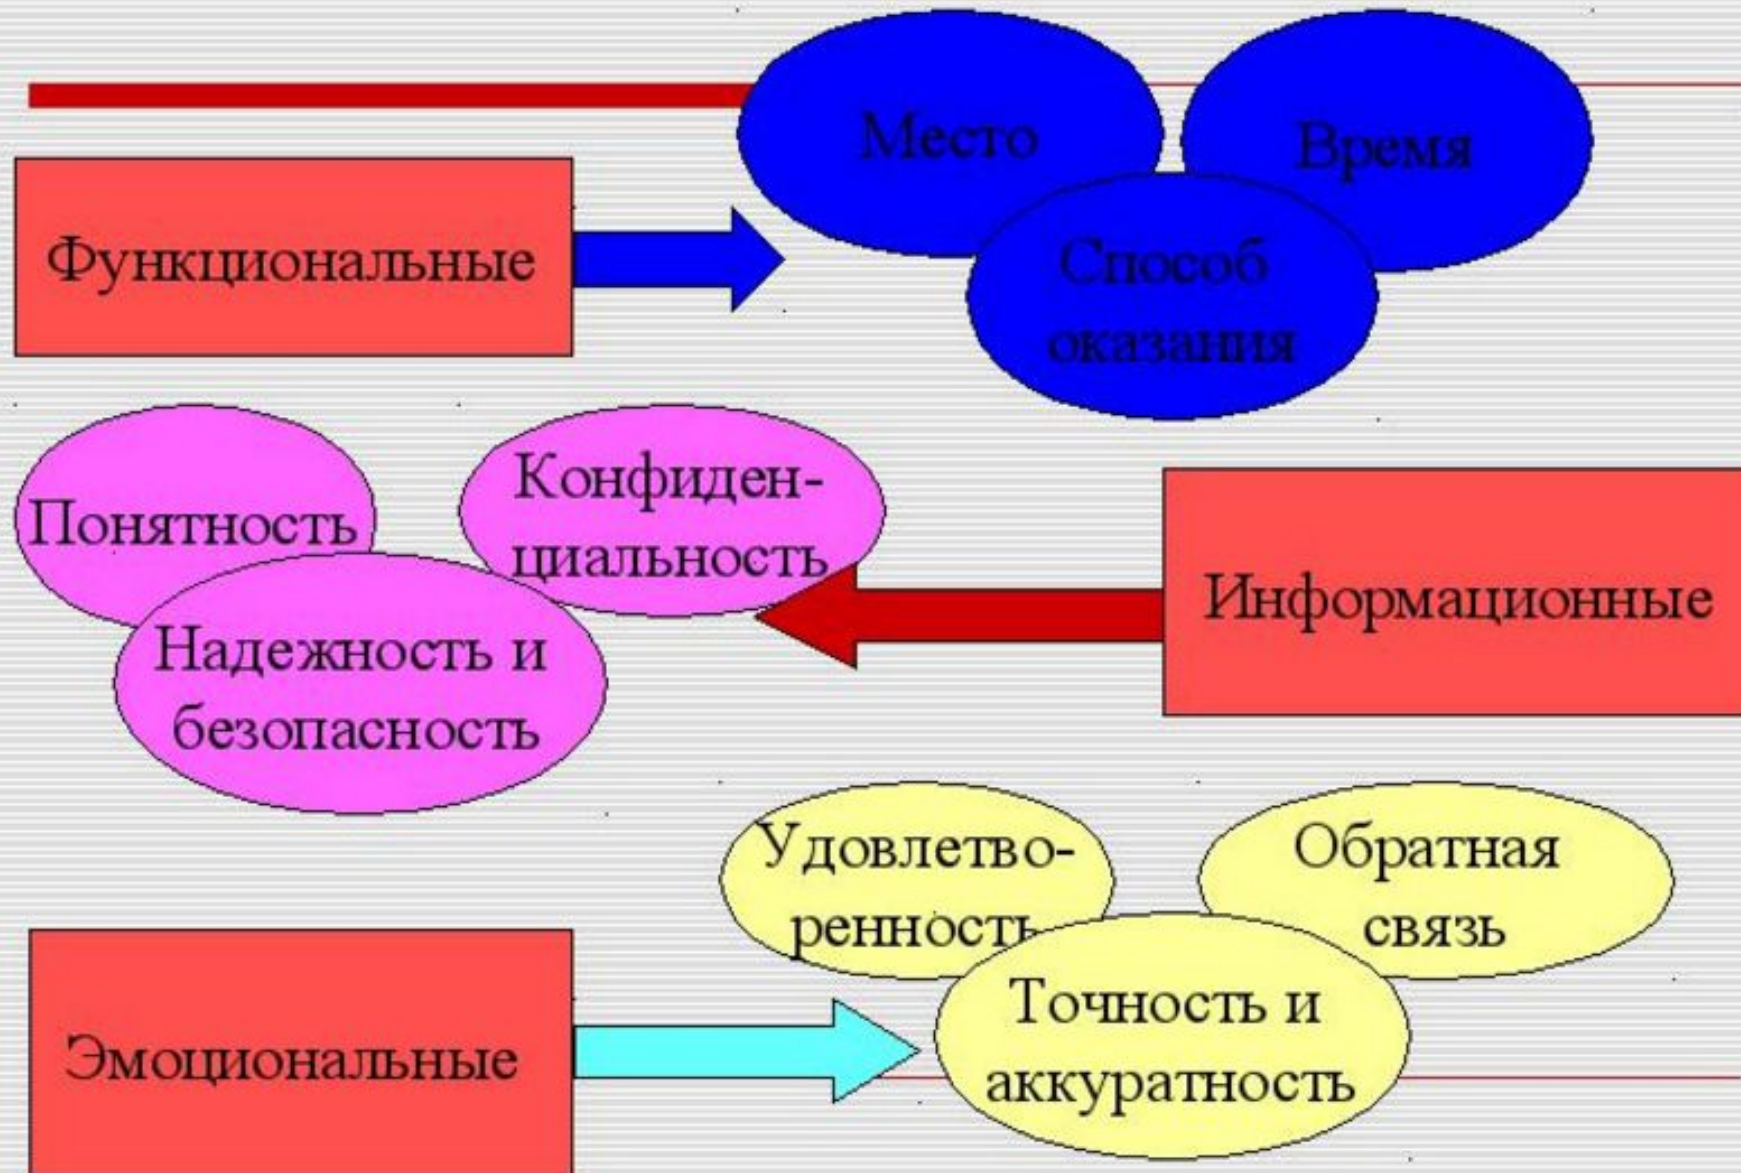 Место
Время
Функциональные
Способ
оказания
Понятность
Конфиден-
циальность
Надежность и
безопасность
Информационные
Удовлетво-
ренность
Обратная
связь
Точность и
аккуратность
Эмоциональные